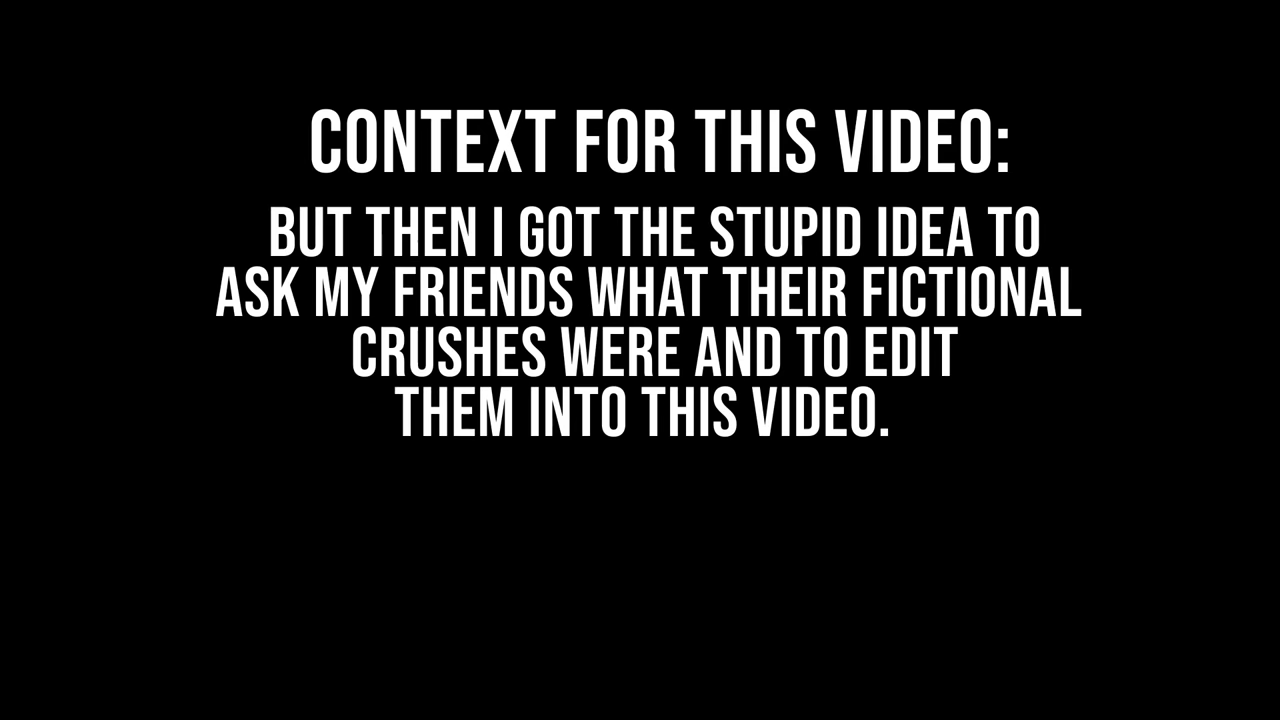 CONTEXT FOR THIS VIDEO:
BUT THEN I GOT THE STUPID IDEA TO
ASK MY FRIENDS WHAT THEIR FICTIONAL
CRUSHES WERE AND TO EDIT
THEM INTO THIS VIDEO.